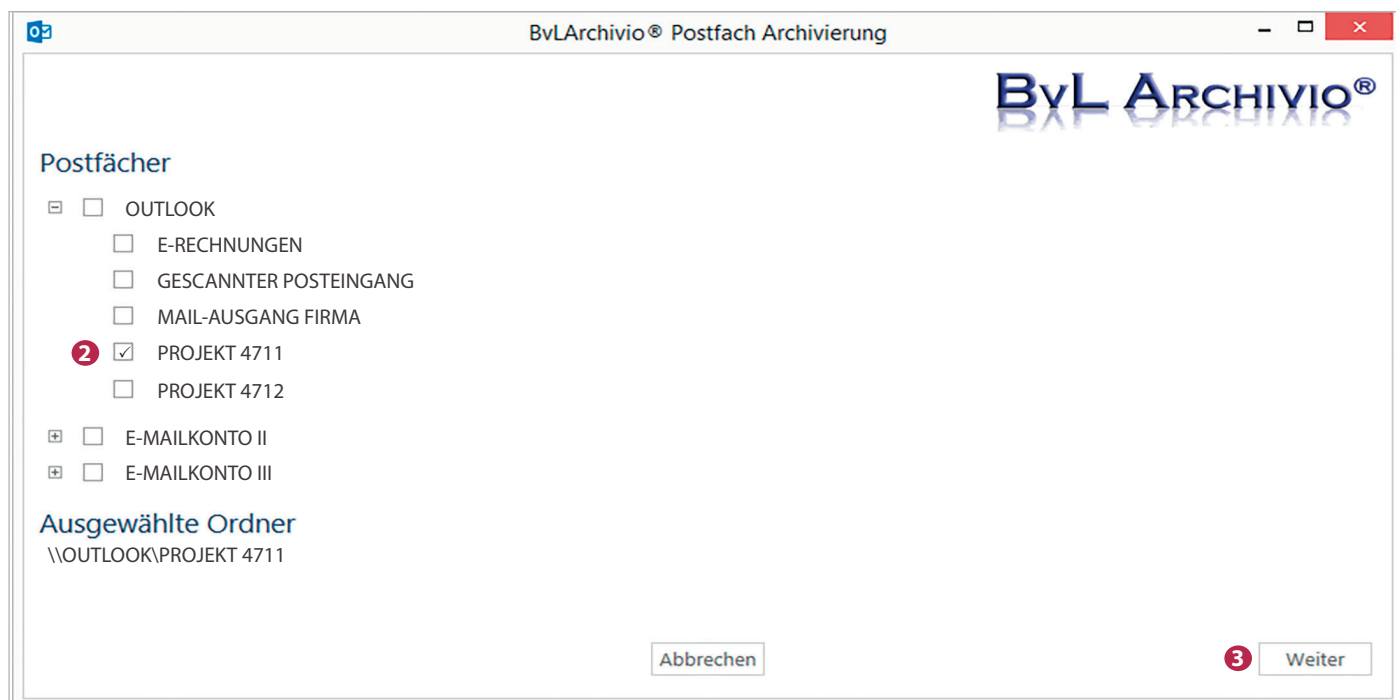 BvLArchivio® Postfach Archivierung
BvL Archivio®
Postfächer
OUTLOOK
E-RECHNUNGEN
GESCANNTER POSTEINGANG
MAIL-AUSGANG FIRMA
2 PROJEKT 4711
PROJEKT 4712
E-MAILKONTO II
E-MAILKONTO III
Ausgewählte Ordner
\\OUTLOOK\PROJEKT 4711
Abbrechen 3 Weiter